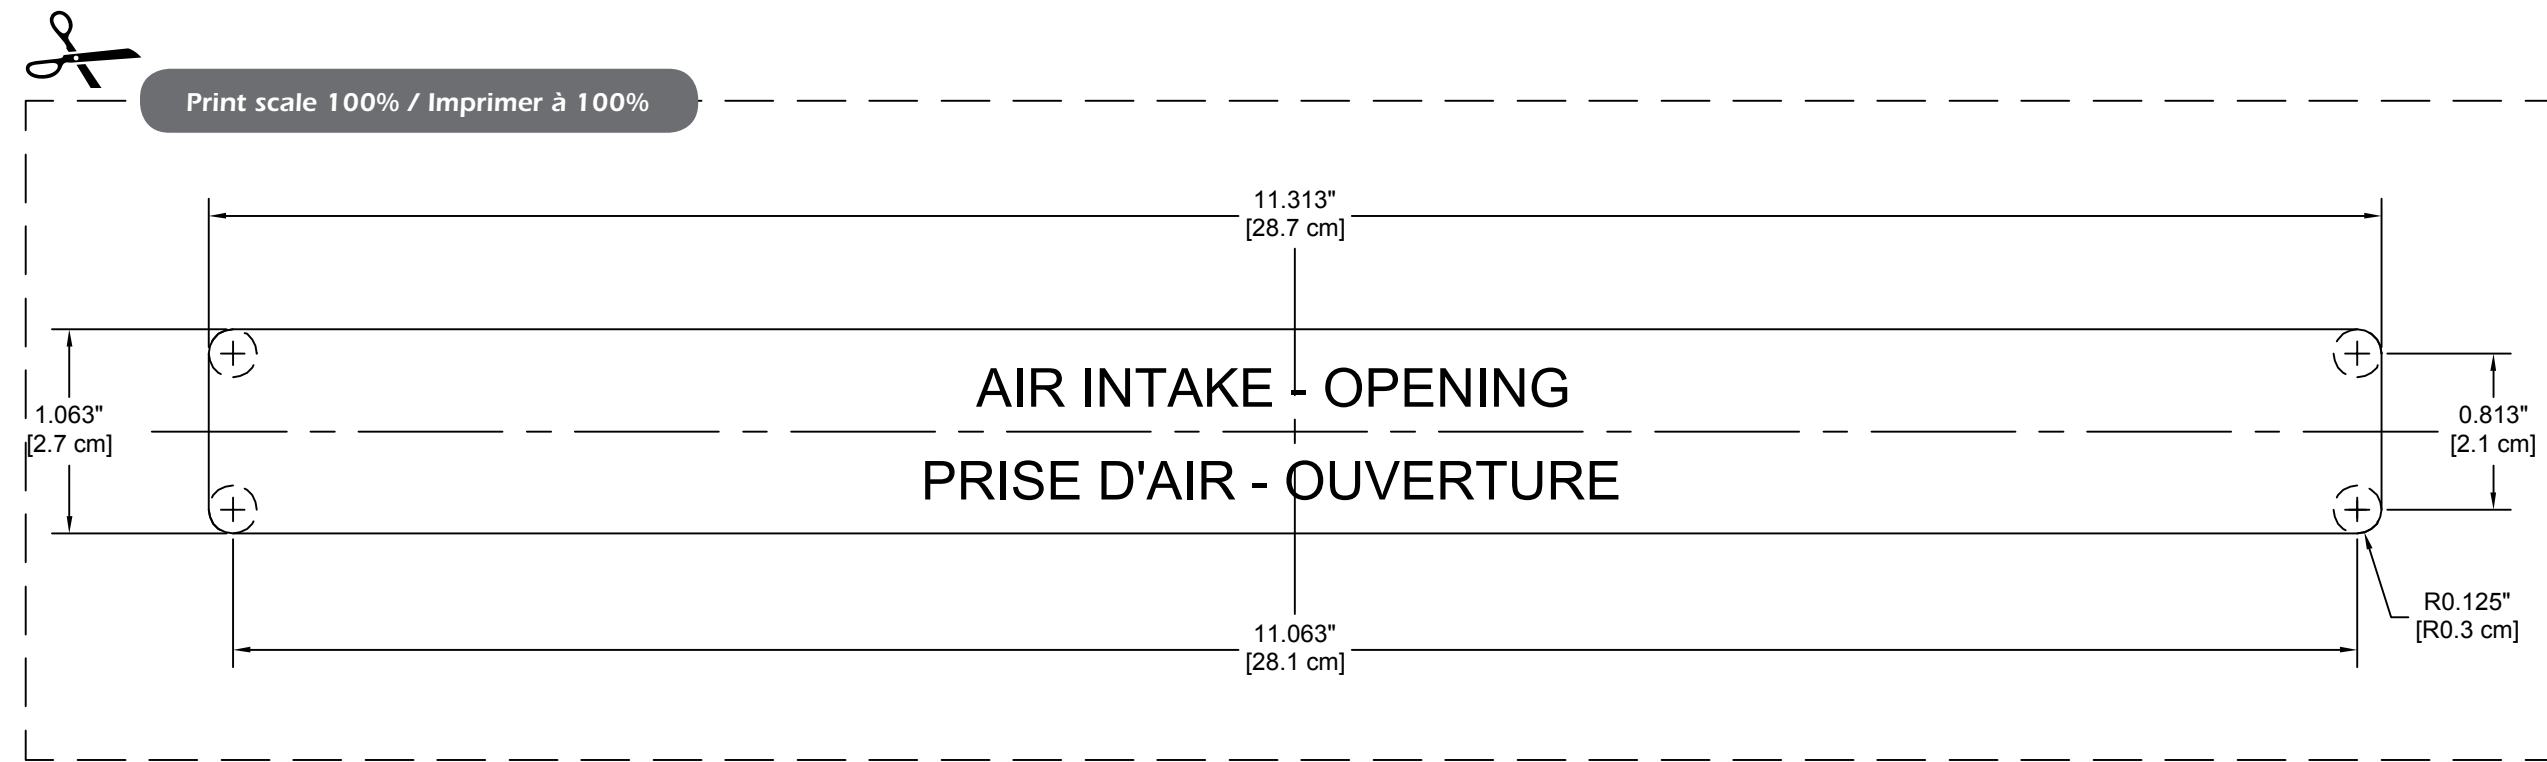 Print scale 100% / Imprimer à 100%
11.313"
[28.7 cm]
AIR INTAKE - OPENING
1.063"
[2.7 cm]
0.813"
[2.1 cm]
PRISE D'AIR - OUVERTURE
R0.125"
[R0.3 cm]
11.063"
[28.1 cm]